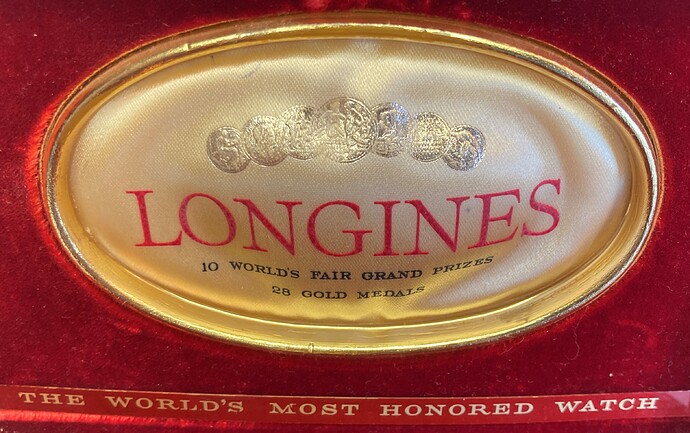 LONGINES
10 WORLD'S FAIR GRAND PRIZES
28 GOLD MEDALS
THE WORLD'S MOST HONORED WATCH